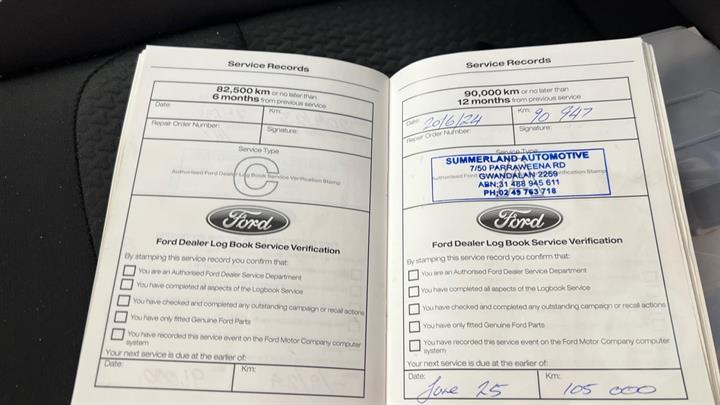 Service Records
82,500 km or no later than
6 months from previous service
Date:
Km:
Repair Order Number:
Signature:
Service Type
C
Authorised Ford Dealer Log Book Service Verification Stamp
Ford
Ford Dealer Log Book Service Verification
By stamping this service record you confirm that:
You are an Authorised Ford Dealer Service Department
You have completed all aspects of the Logbook Service
You have checked and completed any outstanding campaign or recall actions
You have only fitted Genuine Ford Parts
You have recorded this service event on the Ford Motor Company computer
system
Your next service is due at the earlier of:
Date:
Km:
Service Records
90,000 km or no later than
12 months from previous service
Date: 20/6/24
Km: 90 947
Repair Order Number:
Signature:
Service Type
SUMMERLAND AUTOMOTIVE
7/50 PARRAWEENA RD
GWANDALAN 2259
ABN:31 488 945 611
PH:02 49 763 718
Authorised Ford
Verification Stamp
Ford
Ford Dealer Log Book Service Verification
By stamping this service record you confirm that:
You are an Authorised Ford Dealer Service Department
You have completed all aspects of the Logbook Service
You have checked and completed any outstanding campaign or recall actions
You have only fitted Genuine Ford Parts
You have recorded this service event on the Ford Motor Company computer
system
Your next service is due at the earlier of:
Date: June 25
Km: 105 000